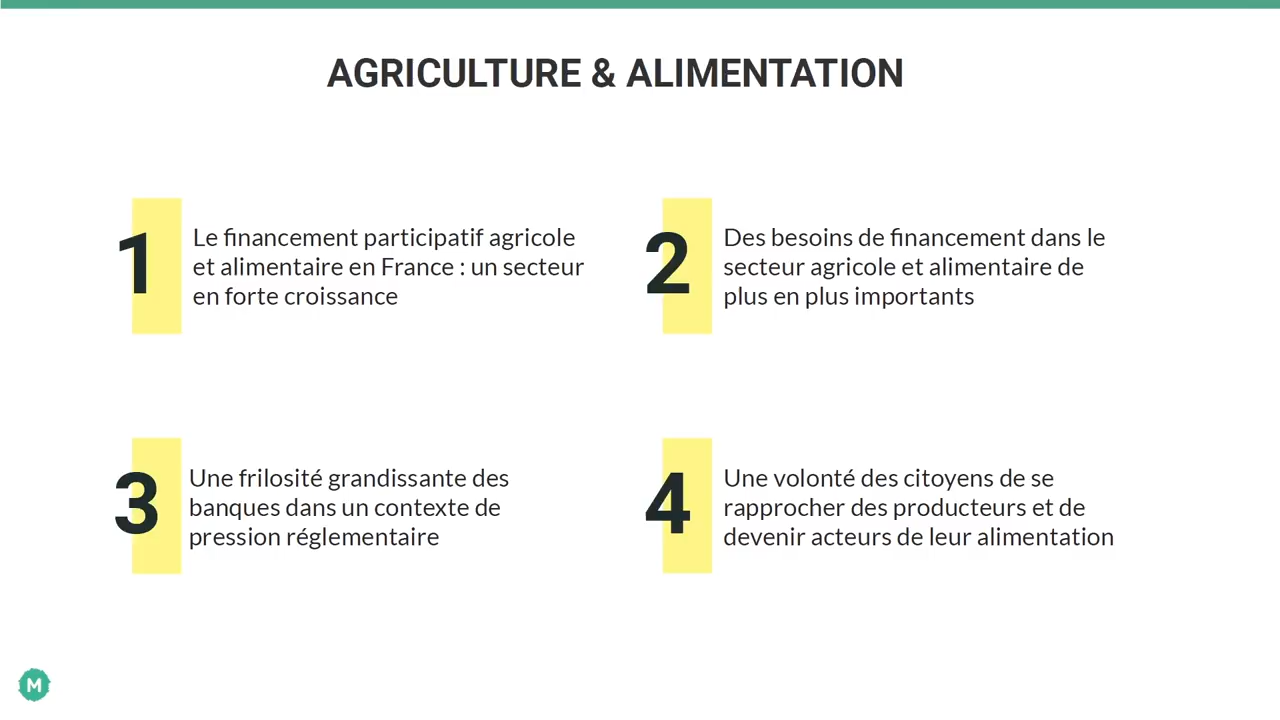 AGRICULTURE & ALIMENTATION
1
Le financement participatif agricole
et alimentaire en France : un secteur
en forte croissance
2
Des besoins de financement dans le
secteur agricole et alimentaire de
plus en plus importants
3
Une frilosité grandissante des
banques dans un contexte de
pression réglementaire
4
Une volonté des citoyens de se
rapprocher des producteurs et de
devenir acteurs de leur alimentation
M